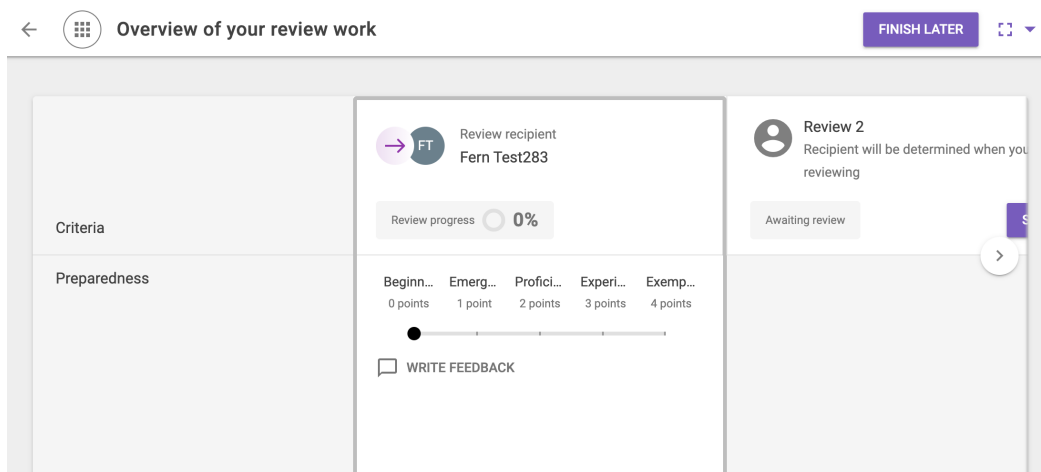 Overview of your review work
FINISH LATER
FT
Review recipient
Fern Test283
Review progress 0%
Review 2
Recipient will be determined when you
reviewing
Awaiting review
S
Criteria
Preparedness
Beginn... Emerg... Profici... Experi... Exemp...
0 points 1 point 2 points 3 points 4 points
WRITE FEEDBACK